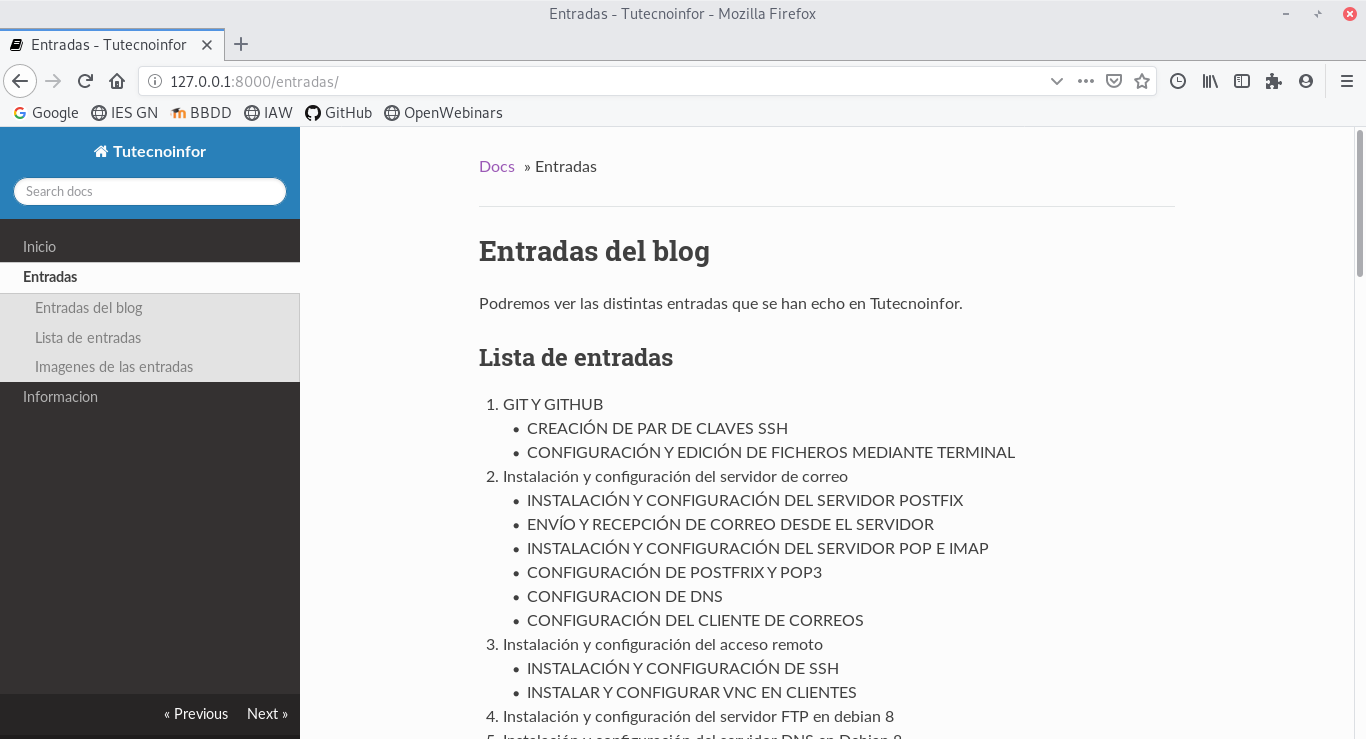 Entradas - Tutecnoinfor - Mozilla Firefox
Entradas - Tutecnoinfor
127.0.0.1:8000/entradas/
Google IES GN BBDD IAW GitHub OpenWebinars
Tutecnoinfor
Search docs
Inicio
Entradas
Entradas del blog
Lista de entradas
Imagenes de las entradas
Informacion
« Previous Next »
Docs » Entradas
Entradas del blog
Podremos ver las distintas entradas que se han echo en Tutecnoinfor.
Lista de entradas
1. GIT Y GITHUB
• CREACIÓN DE PAR DE CLAVES SSH
• CONFIGURACIÓN Y EDICIÓN DE FICHEROS MEDIANTE TERMINAL
2. Instalación y configuración del servidor de correo
• INSTALACIÓN Y CONFIGURACIÓN DEL SERVIDOR POSTFIX
• ENVÍO Y RECEPCIÓN DE CORREO DESDE EL SERVIDOR
• INSTALACIÓN Y CONFIGURACIÓN DEL SERVIDOR POP E IMAP
• CONFIGURACIÓN DE POSTFRIX Y POP3
• CONFIGURACION DE DNS
• CONFIGURACIÓN DEL CLIENTE DE CORREOS
3. Instalación y configuración del acceso remoto
• INSTALACIÓN Y CONFIGURACIÓN DE SSH
• INSTALAR Y CONFIGURAR VNC EN CLIENTES
4. Instalación y configuración del servidor FTP en debian 8
5. Instalación y configuración del servidor DNS en Debian